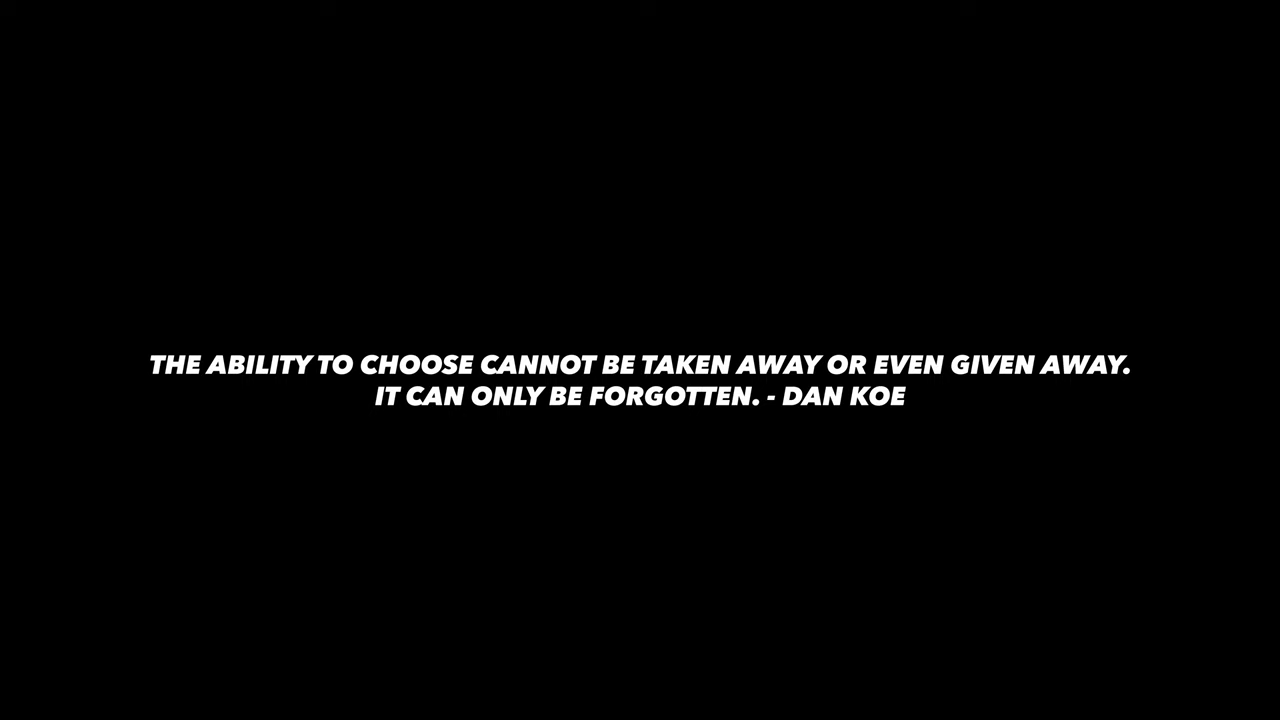 THE ABILITY TO CHOOSE CANNOT BE TAKEN AWAY OR EVEN GIVEN AWAY.
IT CAN ONLY BE FORGOTTEN. - DAN KOE